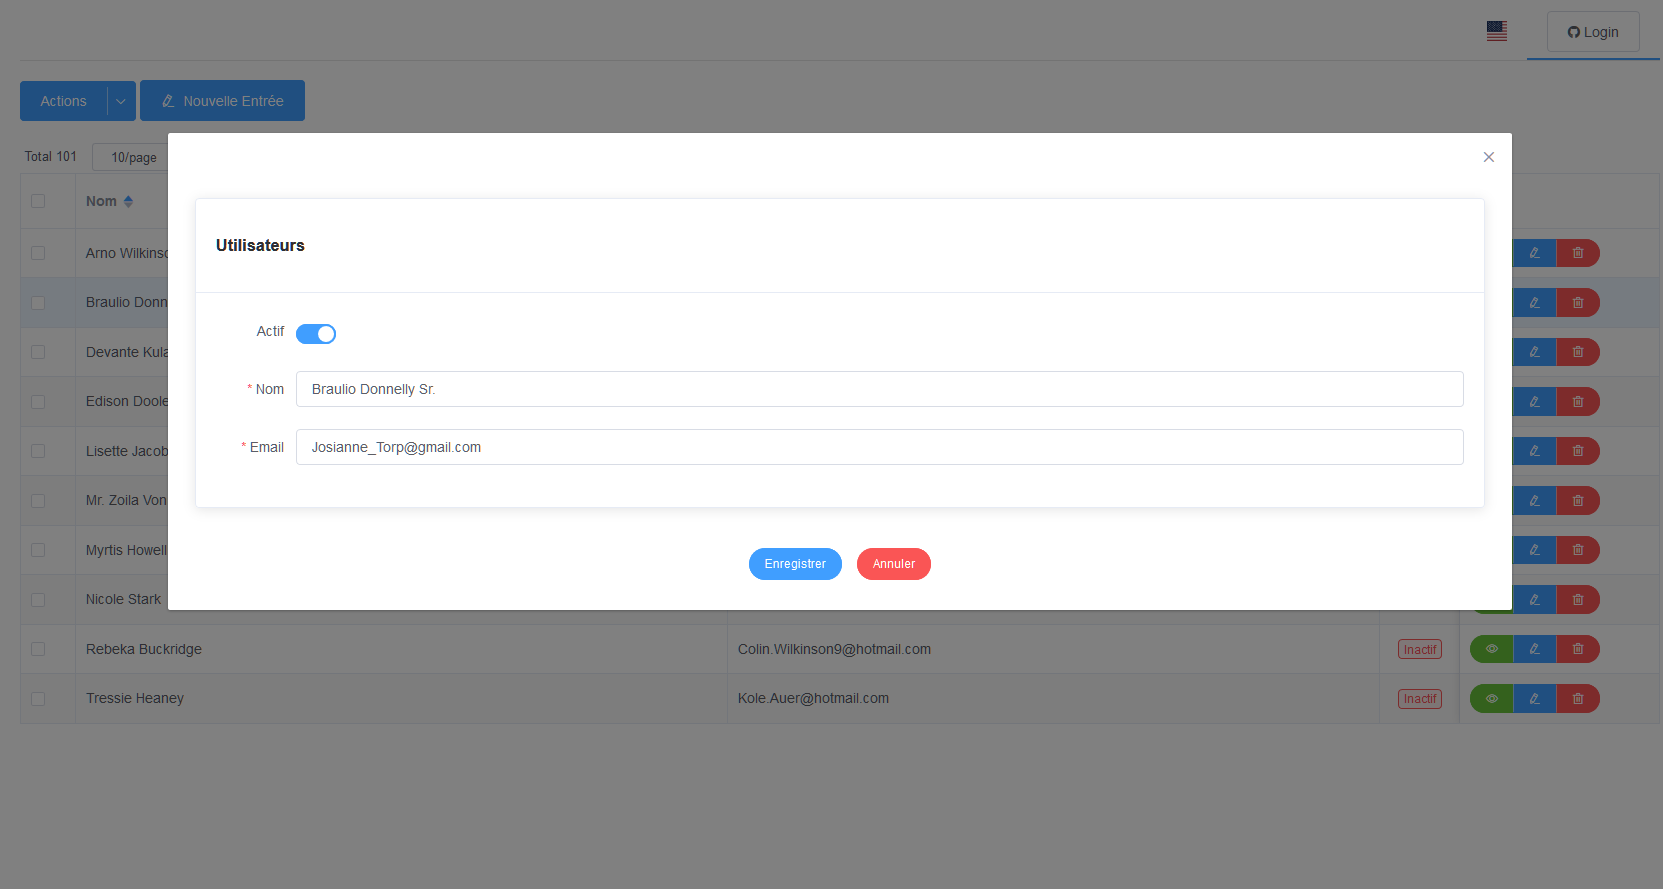 Login
Actions
Nouvelle Entrée
Total 101
10/page
Nom
Utilisateurs
Actif
* Nom
Braulio Donnelly Sr.
* Email
Josianne_Torp@gmail.com
Enregistrer
Annuler
Arno Wilkinso
Braulio Donn
Devante Kula
Edison Doole
Lisette Jacob
Mr. Zoila Von
Myrtis Howell
Nicole Stark
Rebeka Buckridge Colin.Wilkinson9@hotmail.com Inactif
Tressie Heaney Kole.Auer@hotmail.com Inactif